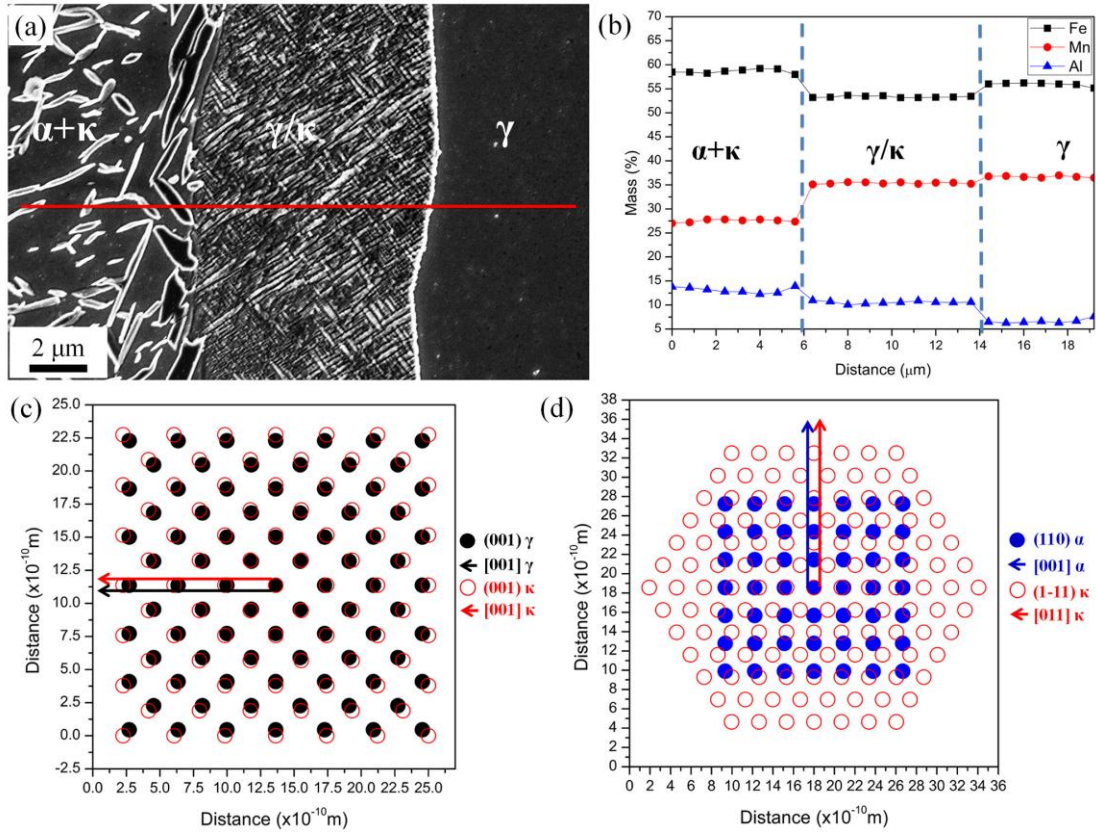 (a)
α+κ
γ/κ
γ
2 μm
(b)
70
65
60
55
50
45
40
35
30
25
20
15
10
5
Mass (%)
Fe
Mn
Al
α+κ
γ/κ
γ
0 2 4 6 8 10 12 14 16 18
Distance (μm)
(c)
25.0
22.5
20.0
17.5
15.0
12.5
10.0
7.5
5.0
2.5
0.0
-2.5
Distance (x10⁻¹⁰m)
0.0 2.5 5.0 7.5 10.0 12.5 15.0 17.5 20.0 22.5 25.0
Distance (x10⁻¹⁰m)
(001) γ
[001] γ
(001) κ
[001] κ
(d)
38
36
34
32
30
28
26
24
22
20
18
16
14
12
10
8
6
4
2
0
Distance (x10⁻¹⁰m)
0 2 4 6 8 10 12 14 16 18 20 22 24 26 28 30 32 34 36
Distance (x10⁻¹⁰m)
(110) α
[001] α
(1-11) κ
[011] κ